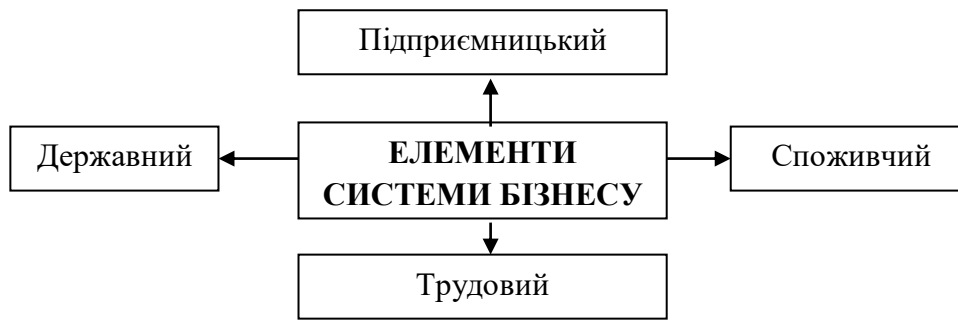 Підприємницький
Державний
ЕЛЕМЕНТИ
СИСТЕМИ БІЗНЕСУ
Споживчий
Трудовий